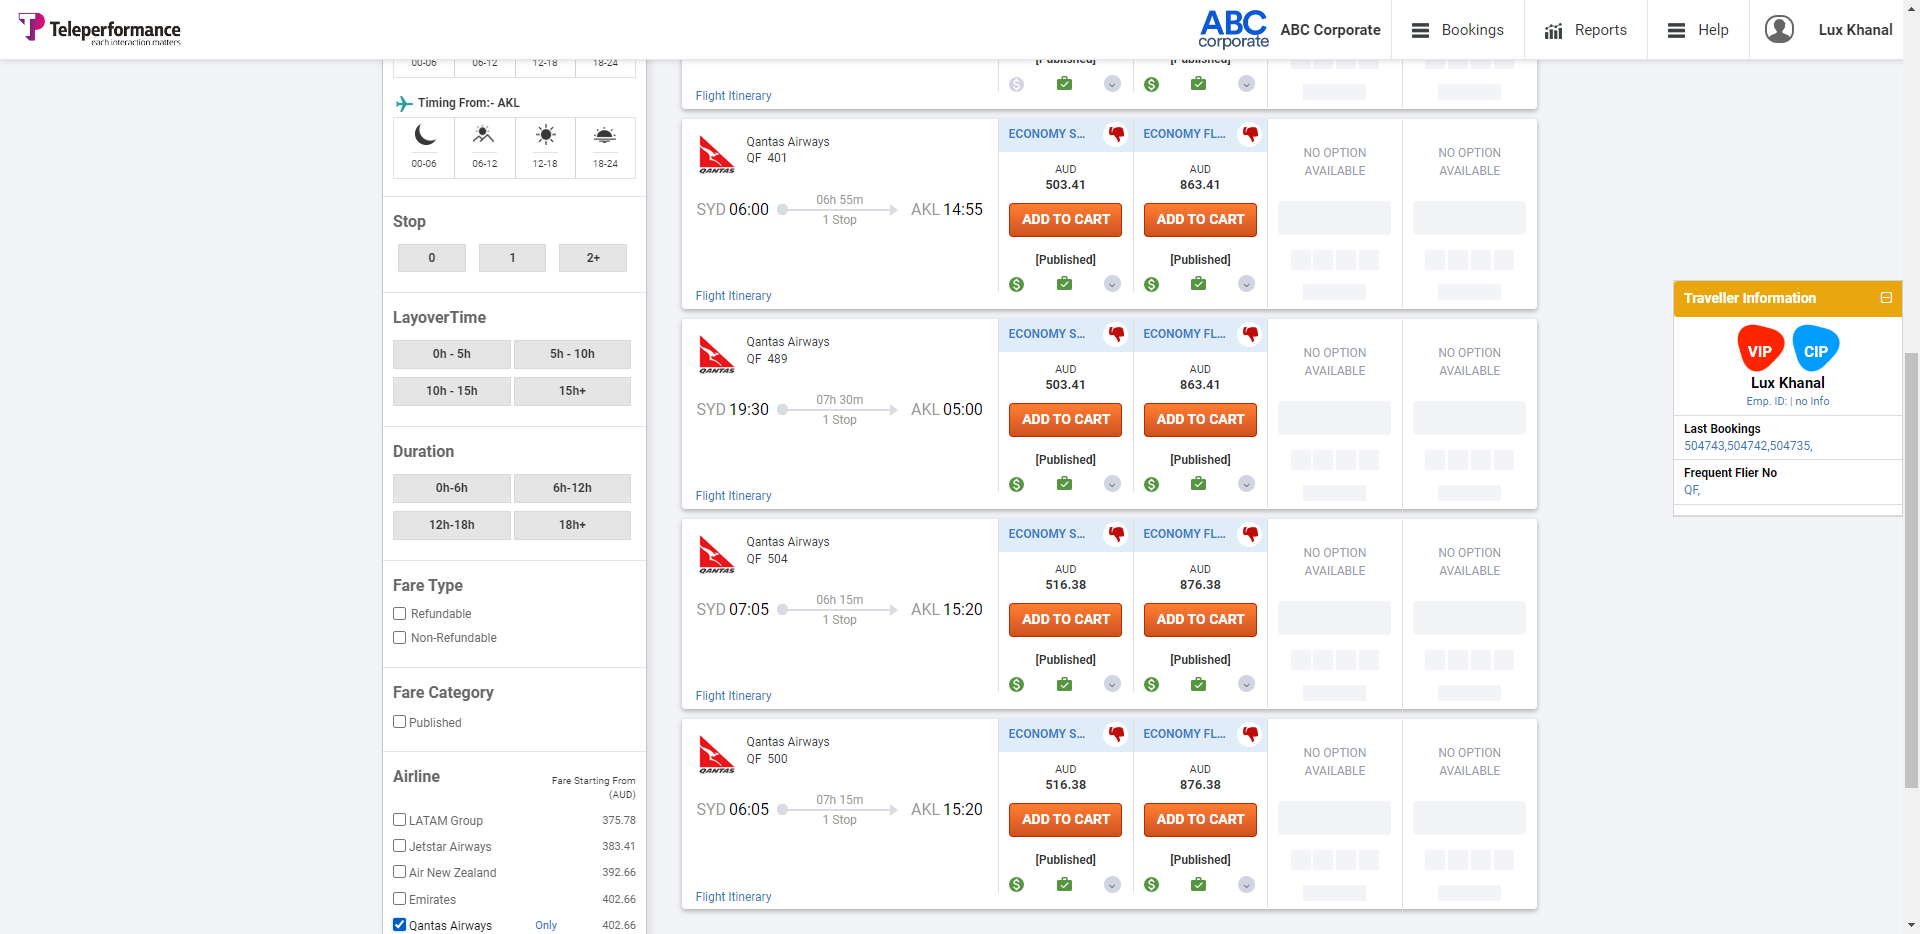 Teleperformance
each interaction matters
ABC
corporate
ABC Corporate
Bookings
Reports
Help
Lux Khanal
00-06
06-12
12-18
18-24
Timing From:- AKL
00-06
06-12
12-18
18-24
Stop
0
1
2+
LayoverTime
0h - 5h
5h - 10h
10h - 15h
15h+
Duration
0h-6h
6h-12h
12h-18h
18h+
Fare Type
Refundable
Non-Refundable
Fare Category
Published
Airline
Fare Starting From
(AUD)
LATAM Group 375.78
Jetstar Airways 383.41
Air New Zealand 392.66
Emirates 402.66
Qantas Airways Only 402.66
[Published]
[Published]
Flight Itinerary
QANTAS
Qantas Airways
QF 401
SYD 06:00
06h 55m
1 Stop
AKL 14:55
Flight Itinerary
ECONOMY S...
AUD
503.41
ADD TO CART
[Published]
ECONOMY FL...
AUD
863.41
ADD TO CART
[Published]
NO OPTION
AVAILABLE
NO OPTION
AVAILABLE
QANTAS
Qantas Airways
QF 489
SYD 19:30
07h 30m
1 Stop
AKL 05:00
Flight Itinerary
ECONOMY S...
AUD
503.41
ADD TO CART
[Published]
ECONOMY FL...
AUD
863.41
ADD TO CART
[Published]
NO OPTION
AVAILABLE
NO OPTION
AVAILABLE
QANTAS
Qantas Airways
QF 504
SYD 07:05
06h 15m
1 Stop
AKL 15:20
Flight Itinerary
ECONOMY S...
AUD
516.38
ADD TO CART
[Published]
ECONOMY FL...
AUD
876.38
ADD TO CART
[Published]
NO OPTION
AVAILABLE
NO OPTION
AVAILABLE
QANTAS
Qantas Airways
QF 500
SYD 06:05
07h 15m
1 Stop
AKL 15:20
Flight Itinerary
ECONOMY S...
AUD
516.38
ADD TO CART
[Published]
ECONOMY FL...
AUD
876.38
ADD TO CART
[Published]
NO OPTION
AVAILABLE
NO OPTION
AVAILABLE
Traveller Information
VIP
CIP
Lux Khanal
Emp. ID: | no Info
Last Bookings
504743,504742,504735,
Frequent Flier No
QF,